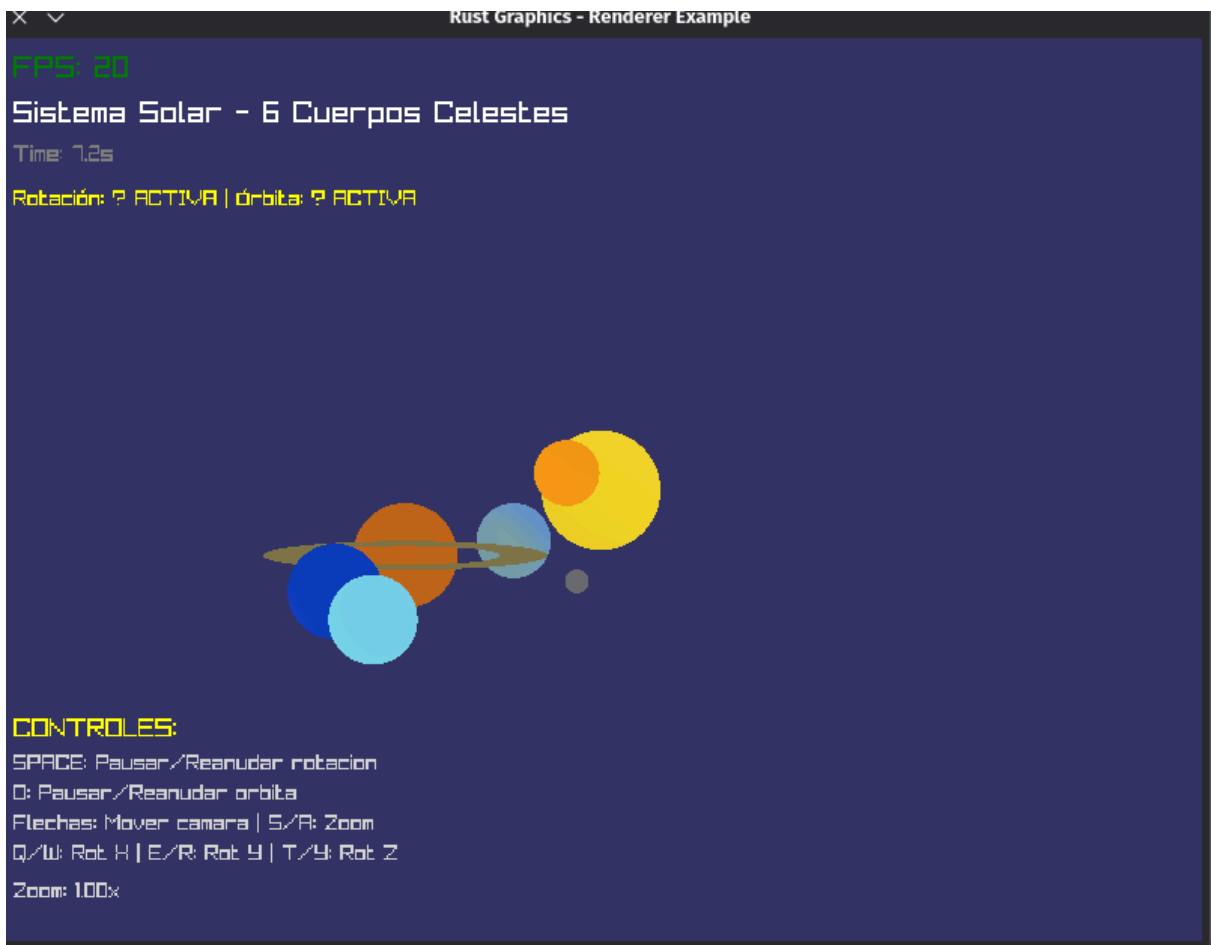 Rust Graphics - Renderer Example
FPS: 20
Sistema Solar - 6 Cuerpos Celestes
Time: 7.2s
Rotación: ? ACTIVA | Órbita: ? ACTIVA
CONTROLES:
SPACE: Pausar/Reanudar rotacion
O: Pausar/Reanudar orbita
Flechas: Mover camara | S/A: Zoom
Q/W: Rot X | E/R: Rot Y | T/Y: Rot Z
Zoom: 1.00x